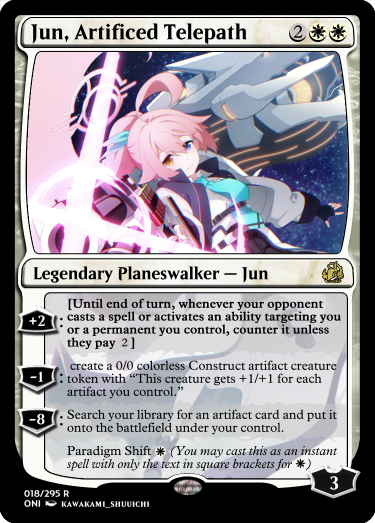 Jun, Artificed Telepath 2
Legendary Planeswalker — Jun
+2: [Until end of turn, whenever your opponent
casts a spell or activates an ability targeting you
or a permanent you control, counter it unless
they pay 2 ]
-1: create a 0/0 colorless Construct artifact creature
token with “This creature gets +1/+1 for each
artifact you control.”
-8: Search your library for an artifact card and put it
onto the battlefield under your control.
Paradigm Shift (You may cast this as an instant
spell with only the text in square brackets for )
3
018/295 R
ONI KAWAKAMI_SHUUICHI